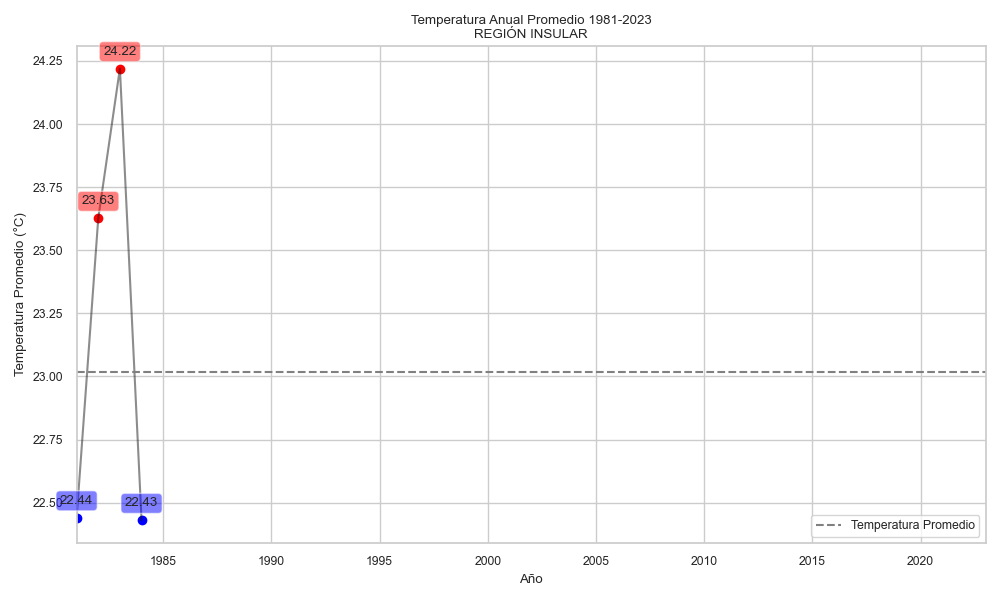 Temperatura Anual Promedio 1981-2023
REGIÓN INSULAR
24.22
24.25
24.00
23.75
23.63
23.50
23.25
23.00
22.75
22.50
22.44
22.43
Temperatura Promedio (°C)
Temperatura Promedio
1985 1990 1995 2000 2005 2010 2015 2020
Año